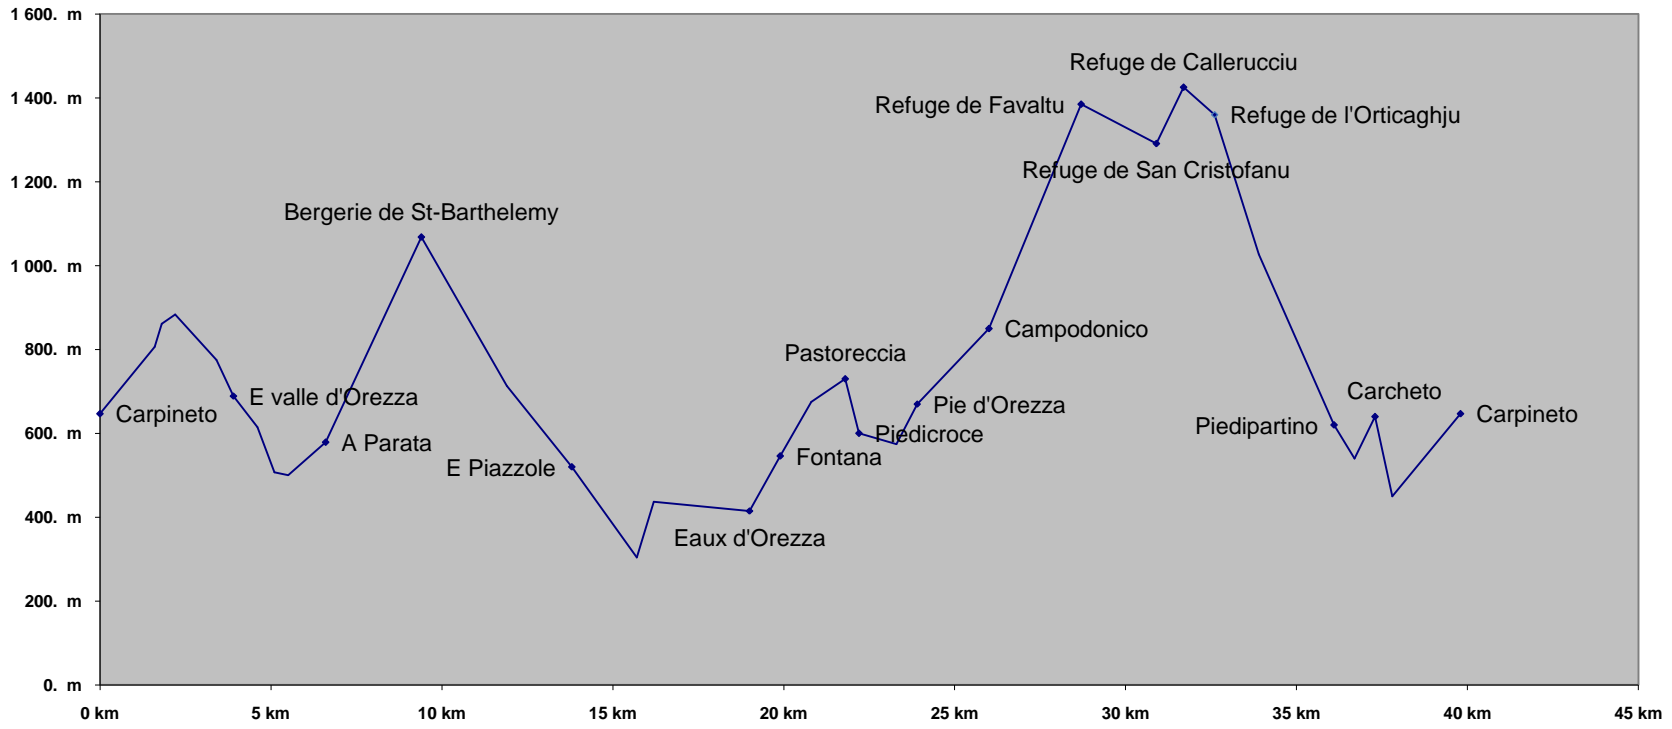 1 600. m
Refuge de Callerucciu
1 400. m
Refuge de Favaltu
Refuge de l'Orticaghju
1 200. m
Refuge de San Cristofanu
Bergerie de St-Barthelemy
1 000. m
800. m
Campodonico
Pastoreccia
Carcheto
E valle d'Orezza
Pie d'Orezza
Carpineto
Carpineto
Piedipartino
600. m
Piedicroce
A Parata
Fontana
E Piazzole
400. m
Eaux d'Orezza
200. m
0. m
0 km 5 km 10 km 15 km 20 km 25 km 30 km 35 km 40 km 45 km